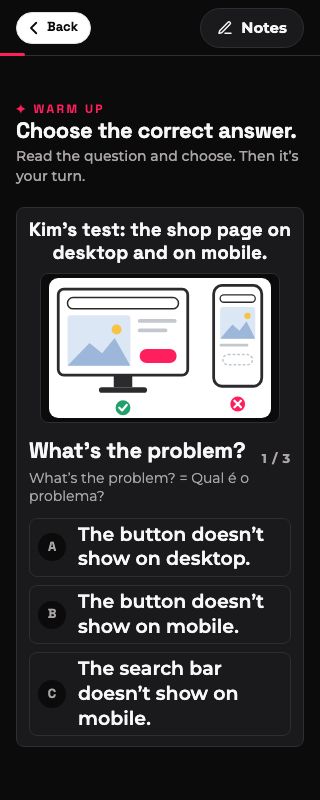 Back
Notes
✦ WARM UP
Choose the correct answer.
Read the question and choose. Then it's
your turn.
Kim's test: the shop page on
desktop and on mobile.
What's the problem?
1 / 3
What's the problem? = Qual é o
problema?
A
The button doesn't
show on desktop.
B
The button doesn't
show on mobile.
C
The search bar
doesn't show on
mobile.